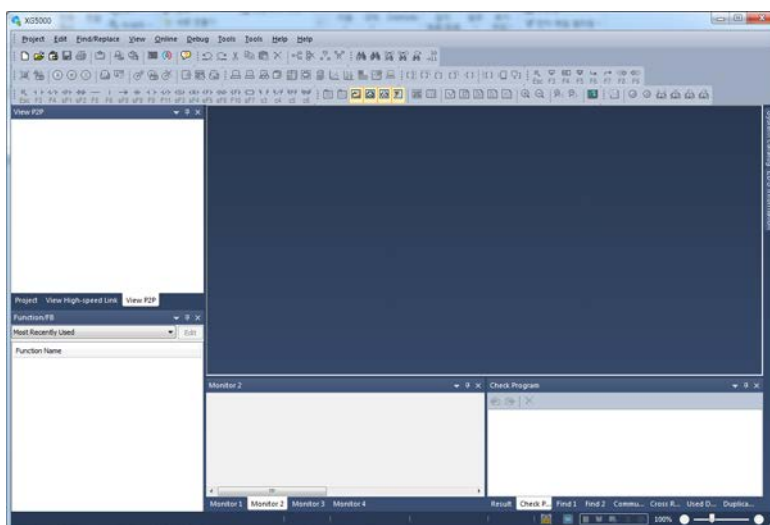 XG5000
Project Edit Find/Replace View Online Debug Tools Tools Help Help
View P2P
Project View High-speed Link View P2P
Function/FB
Most Recently Used Edit
Function Name
Monitor 2
Monitor 1 Monitor 2 Monitor 3 Monitor 4
Check Program
Result Check P... Find 1 Find 2 Commu... Cross R... Used D... Duplica...
100%